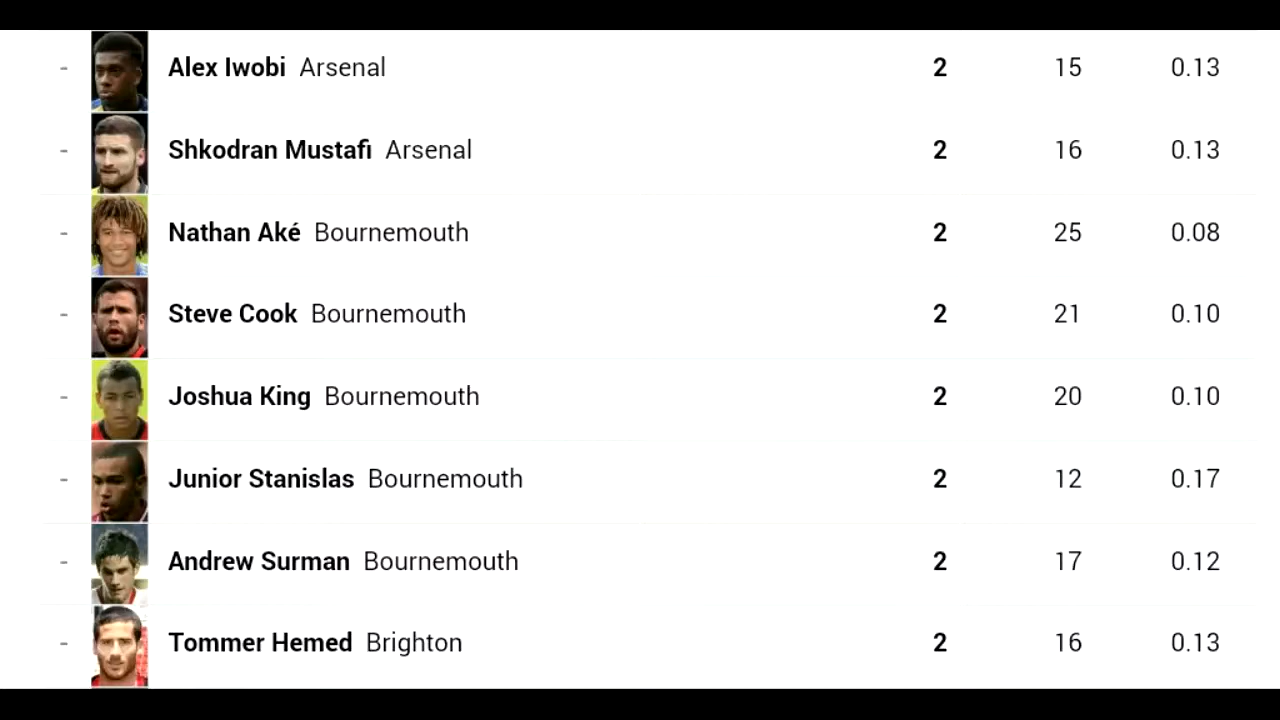 - Alex Iwobi Arsenal 2 15 0.13
- Shkodran Mustafi Arsenal 2 16 0.13
- Nathan Aké Bournemouth 2 25 0.08
- Steve Cook Bournemouth 2 21 0.10
- Joshua King Bournemouth 2 20 0.10
- Junior Stanislas Bournemouth 2 12 0.17
- Andrew Surman Bournemouth 2 17 0.12
- Tommer Hemed Brighton 2 16 0.13